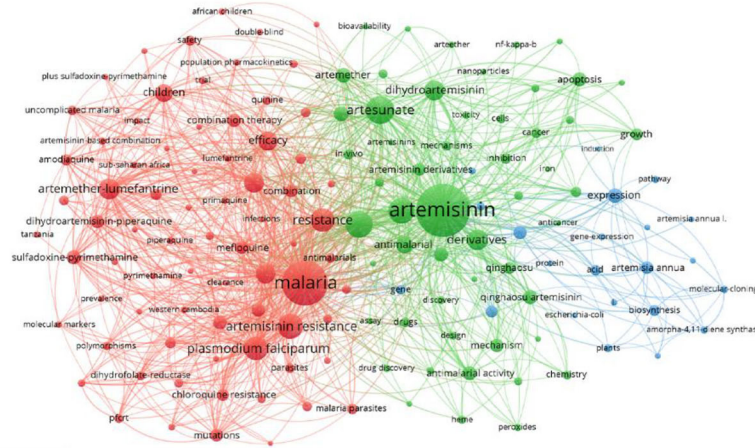 african children
bioavailability
safety
double-blind
arteether
nf-kappa-b
population pharmacokinetics
artemether
nanoparticles
plus sulfadoxine-pyrimethamine
trial
dihydroartemisinin
apoptosis
children
quinine
artesunate
uncomplicated malaria
impact
combination therapy
toxicity
cells
artemisinin-based combination
efficacy
in-vivo
artemisinins
mechanisms
cancer
growth
amodiaquine
sub-saharan africa
lumefantrine
artemisinin derivatives
inhibition
induction
iron
pathway
artemether-lumefantrine
primaquine
combination
expression
dihydroartemisinin-piperaquine
infections
resistance
artemisinin
anticancer
artemisia annua l.
tanzania
piperaquine
mefloquine
antimalarial
derivatives
gene-expression
sulfadoxine-pyrimethamine
antimalarials
qinghaosu
protein
acid
artemisia annua
pyrimethamine
clearance
malaria
gene
molecular-cloning
prevalence
western cambodia
discovery
qinghaosu artemisinin
biosynthesis
molecular markers
artemisinin resistance
assay
drugs
escherichia-coli
amorpha-4,11-diene synthase
polymorphisms
plasmodium falciparum
design
mechanism
plants
dihydrofolate-reductase
parasites
drug discovery
antimalarial activity
chemistry
chloroquine resistance
pfcrt
malaria parasites
heme
peroxides
mutations